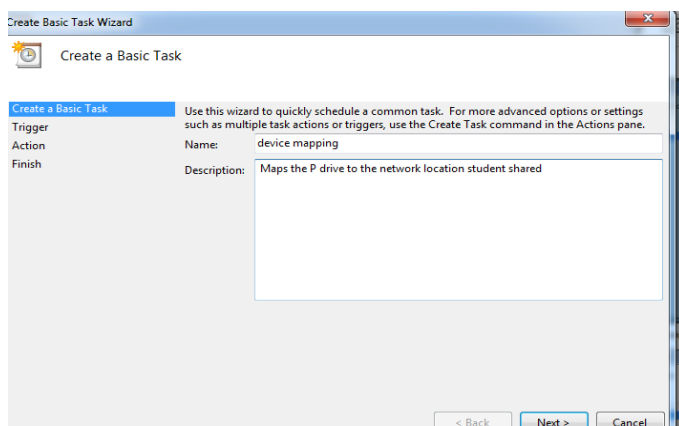 Create Basic Task Wizard
Create a Basic Task
Create a Basic Task
Trigger
Action
Finish
Use this wizard to quickly schedule a common task. For more advanced options or settings
such as multiple task actions or triggers, use the Create Task command in the Actions pane.
Name: device mapping
Description: Maps the P drive to the network location student shared
< Back Next > Cancel